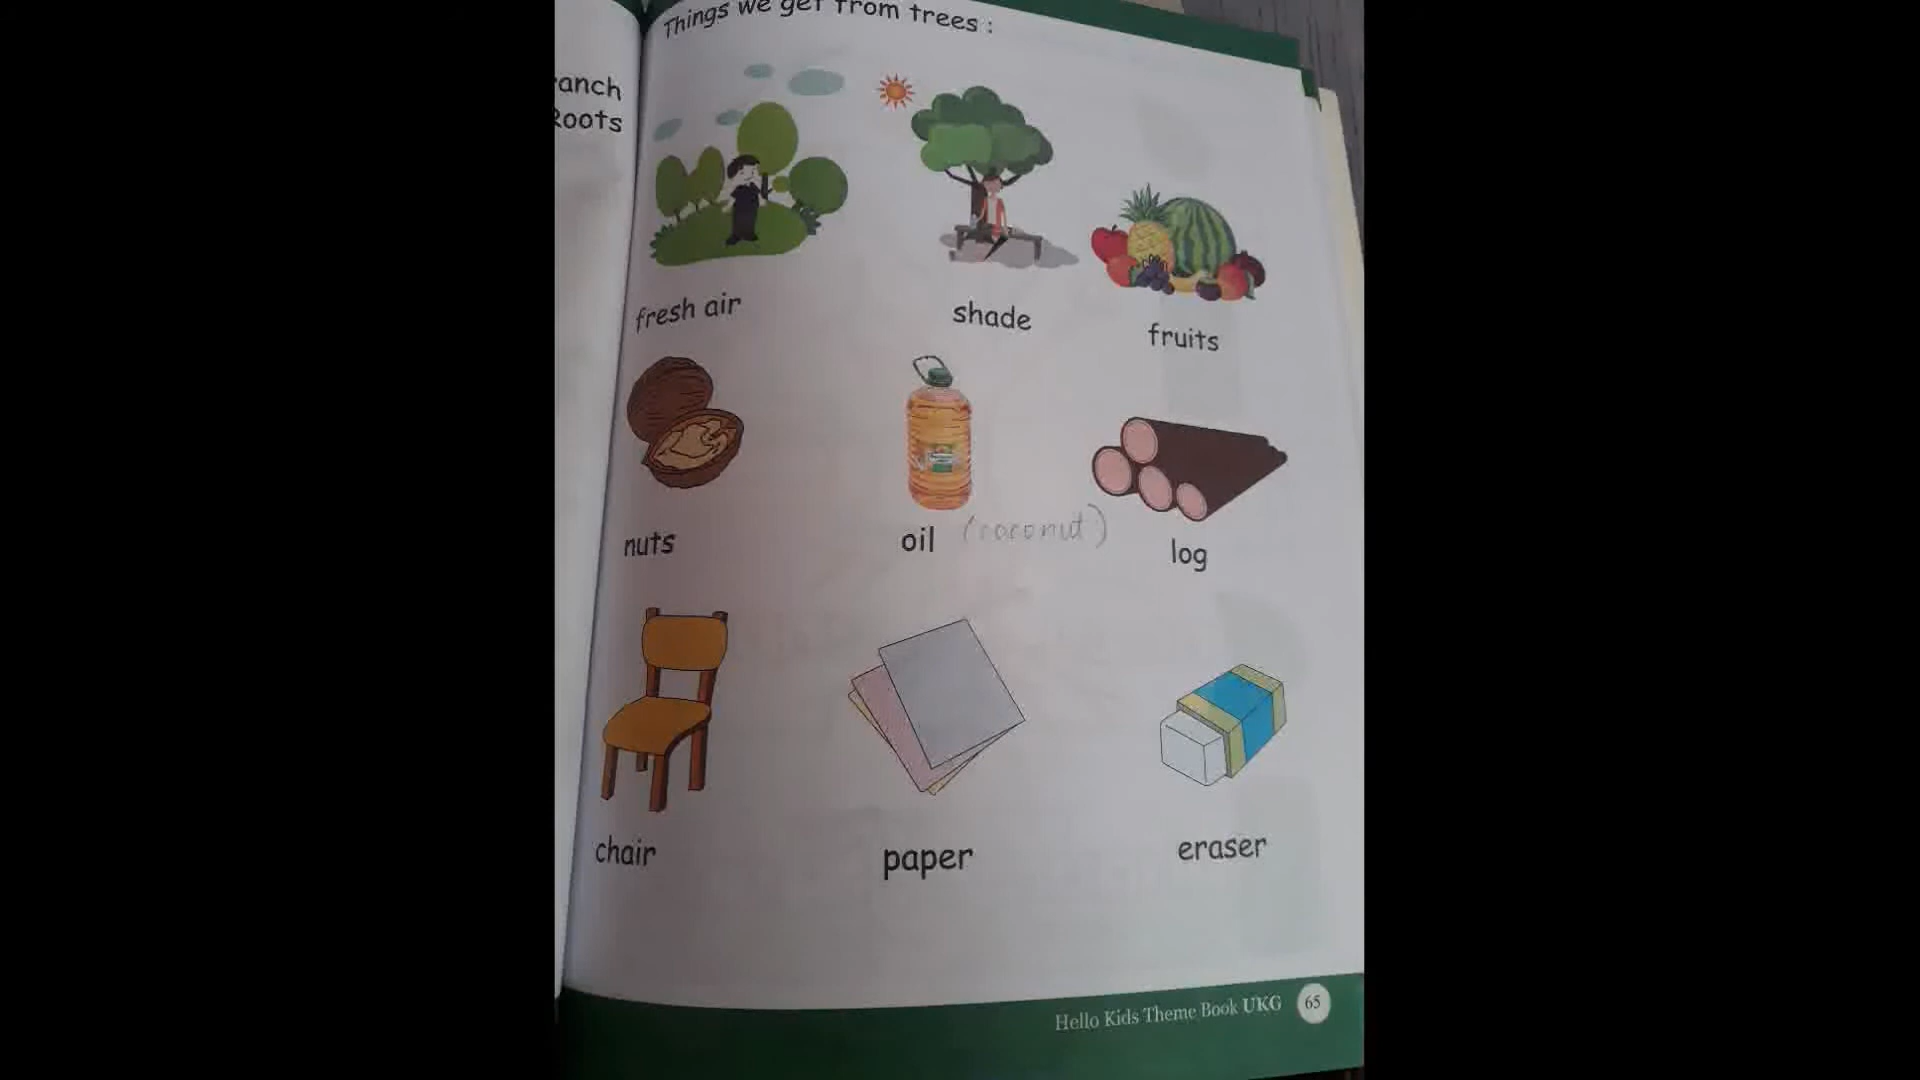 Things we get from trees :
anch
Roots
fresh air
shade
fruits
nuts
oil (coconut)
log
chair
paper
eraser
Hello Kids Theme Book UKG 65